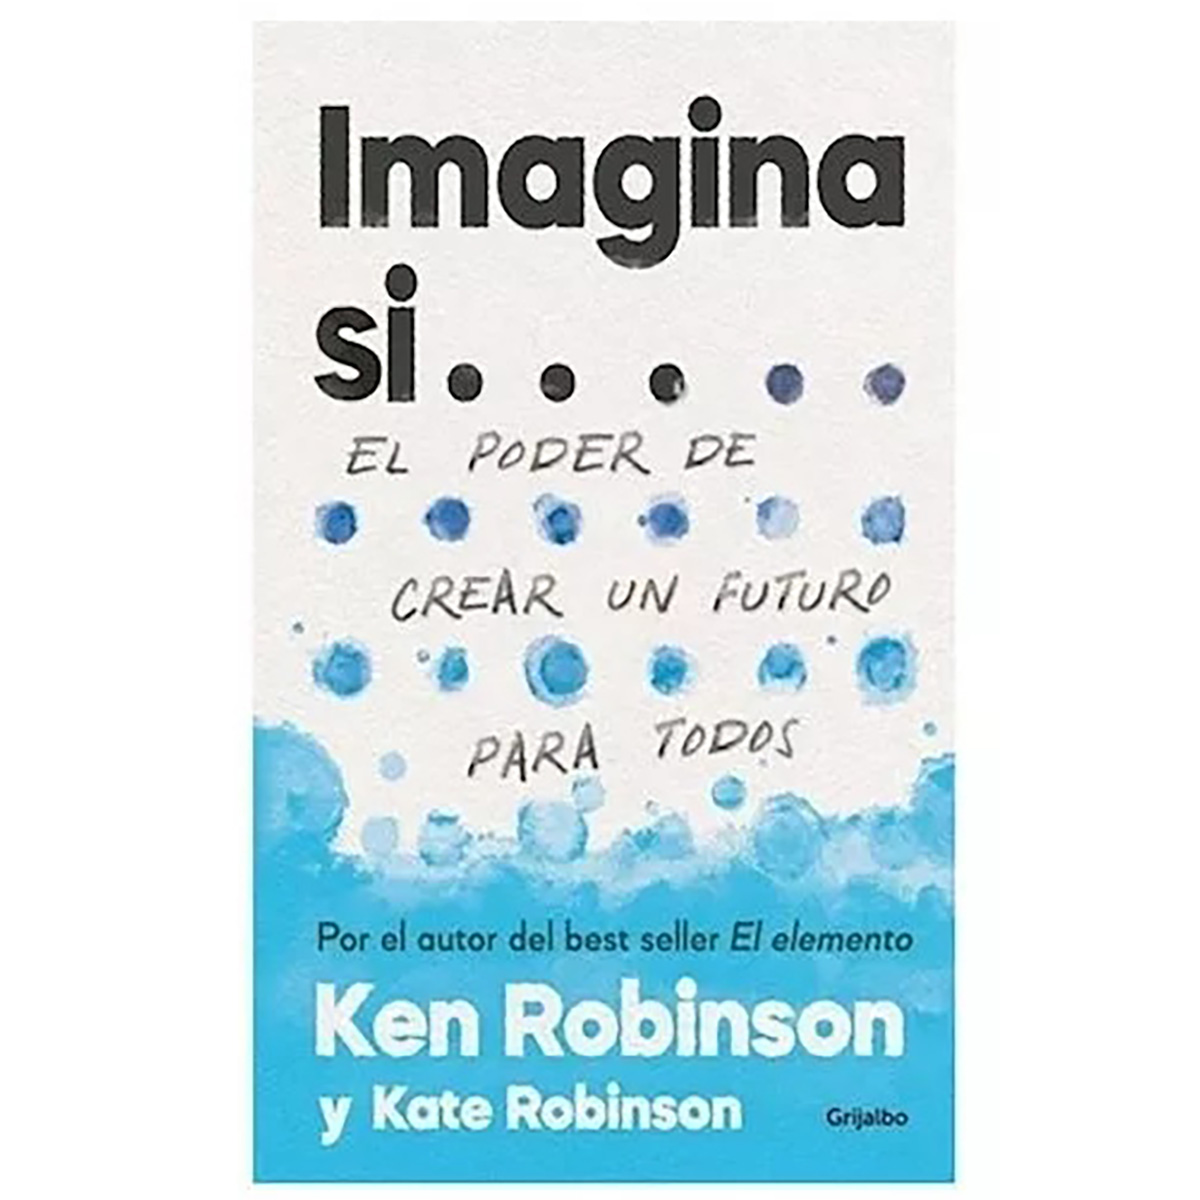 Imagina
si.....
EL PODER DE
CREAR UN FUTURO
PARA TODOS
Por el autor del best seller El elemento
Ken Robinson
y Kate Robinson
Grijalbo